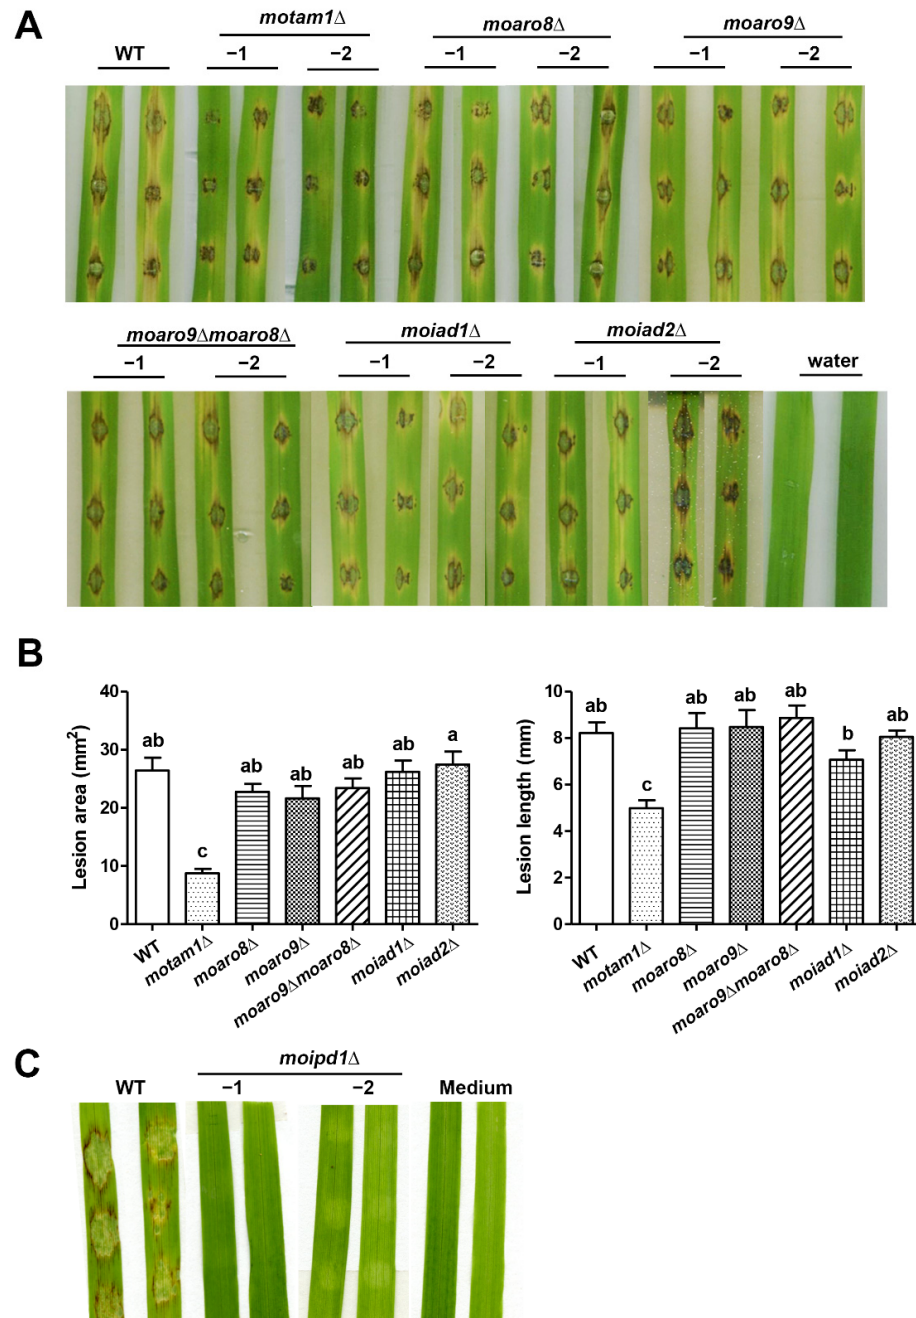 A
WT
motam1Δ
−1
−2
moaro8Δ
−1
−2
moaro9Δ
−1
−2
moaro9Δmoaro8Δ
−1
−2
moiad1Δ
−1
−2
moiad2Δ
−1
−2
water
B
Lesion area (mm²)
40
30
20
10
0
ab
c
ab
ab
ab
ab
a
WT
motam1Δ
moaro8Δ
moaro9Δ
moaro9Δmoaro8Δ
moiad1Δ
moiad2Δ
Lesion length (mm)
10
8
6
4
2
0
ab
c
ab
ab
ab
b
ab
WT
motam1Δ
moaro8Δ
moaro9Δ
moaro9Δmoaro8Δ
moiad1Δ
moiad2Δ
C
WT
moipd1Δ
−1
−2
Medium